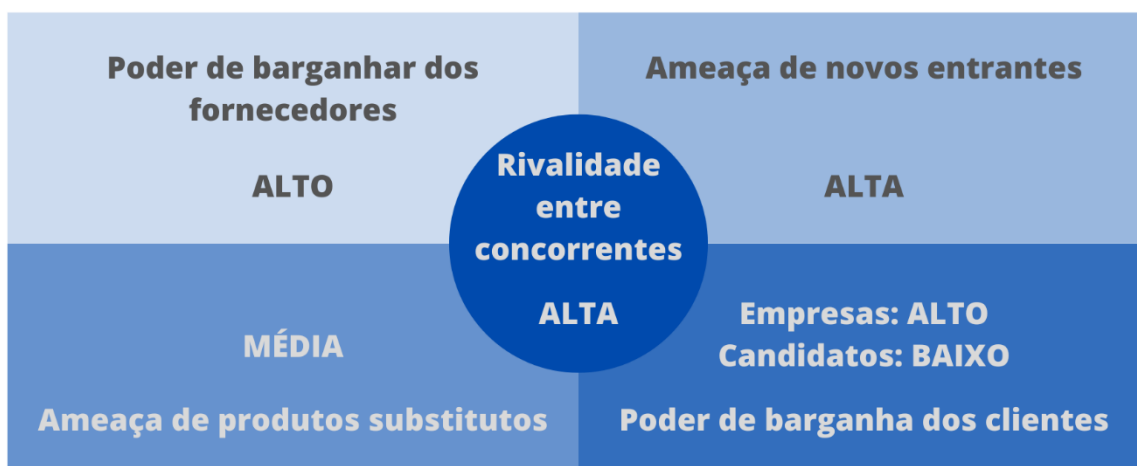 Poder de barganhar dos
fornecedores
ALTO
Ameaça de novos entrantes
ALTA
Rivalidade
entre
concorrentes
ALTA
MÉDIA
Ameaça de produtos substitutos
Empresas: ALTO
Candidatos: BAIXO
Poder de barganha dos clientes